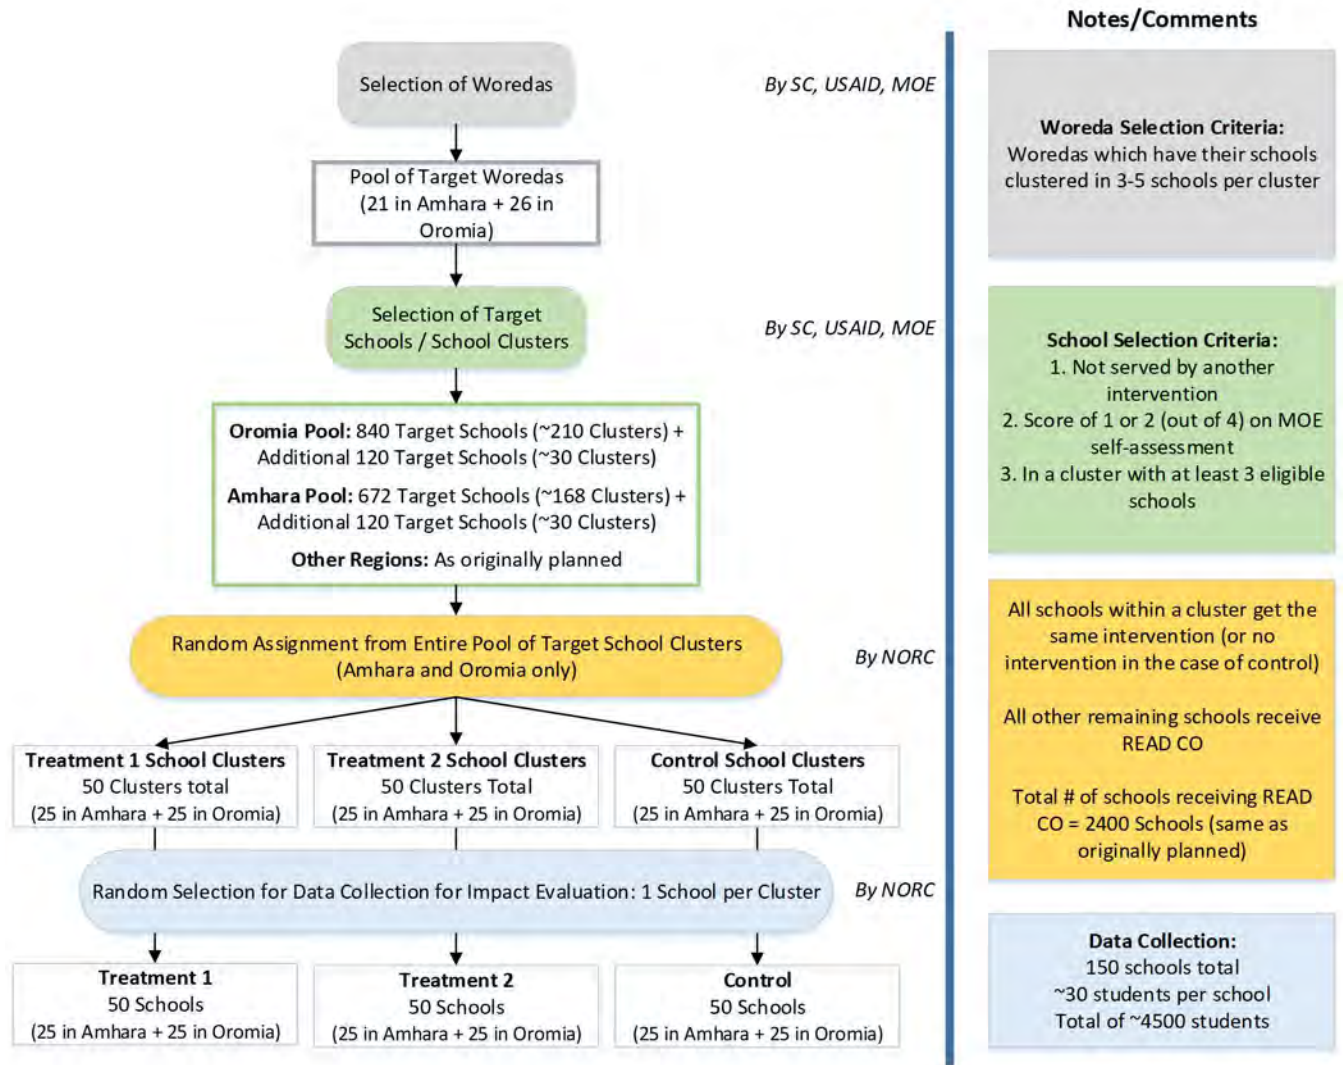 Notes/Comments
Selection of Woredas
By SC, USAID, MOE
Woreda Selection Criteria:
Woredas which have their schools
clustered in 3-5 schools per cluster
Pool of Target Woredas
(21 in Amhara + 26 in
Oromia)
Selection of Target
Schools / School Clusters
By SC, USAID, MOE
School Selection Criteria:
1. Not served by another
intervention
2. Score of 1 or 2 (out of 4) on MOE
self-assessment
3. In a cluster with at least 3 eligible
schools
Oromia Pool: 840 Target Schools (~210 Clusters) +
Additional 120 Target Schools (~30 Clusters)
Amhara Pool: 672 Target Schools (~168 Clusters) +
Additional 120 Target Schools (~30 Clusters)
Other Regions: As originally planned
Random Assignment from Entire Pool of Target School Clusters
(Amhara and Oromia only)
By NORC
All schools within a cluster get the
same intervention (or no
intervention in the case of control)
All other remaining schools receive
READ CO
Total # of schools receiving READ
CO = 2400 Schools (same as
originally planned)
Treatment 1 School Clusters
50 Clusters total
(25 in Amhara + 25 in Oromia)
Treatment 2 School Clusters
50 Clusters Total
(25 in Amhara + 25 in Oromia)
Control School Clusters
50 Clusters Total
(25 in Amhara + 25 in Oromia)
Random Selection for Data Collection for Impact Evaluation: 1 School per Cluster
By NORC
Data Collection:
150 schools total
~30 students per school
Total of ~4500 students
Treatment 1
50 Schools
(25 in Amhara + 25 in Oromia)
Treatment 2
50 Schools
(25 in Amhara + 25 in Oromia)
Control
50 Schools
(25 in Amhara + 25 in Oromia)